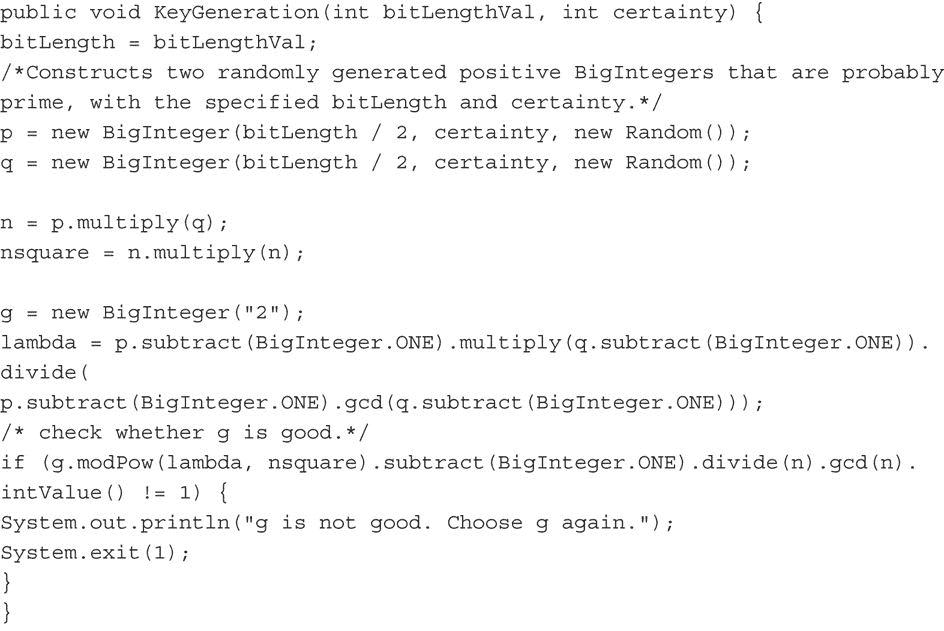 public void KeyGeneration(int bitLengthVal, int certainty) {
bitLength = bitLengthVal;
/*Constructs two randomly generated positive BigIntegers that are probably
prime, with the specified bitLength and certainty.*/
p = new BigInteger(bitLength / 2, certainty, new Random());
q = new BigInteger(bitLength / 2, certainty, new Random());

n = p.multiply(q);
nsquare = n.multiply(n);

g = new BigInteger("2");
lambda = p.subtract(BigInteger.ONE).multiply(q.subtract(BigInteger.ONE)).
divide(
p.subtract(BigInteger.ONE).gcd(q.subtract(BigInteger.ONE)));
/* check whether g is good.*/
if (g.modPow(lambda, nsquare).subtract(BigInteger.ONE).divide(n).gcd(n).
intValue() != 1) {
System.out.println("g is not good. Choose g again.");
System.exit(1);
}
}